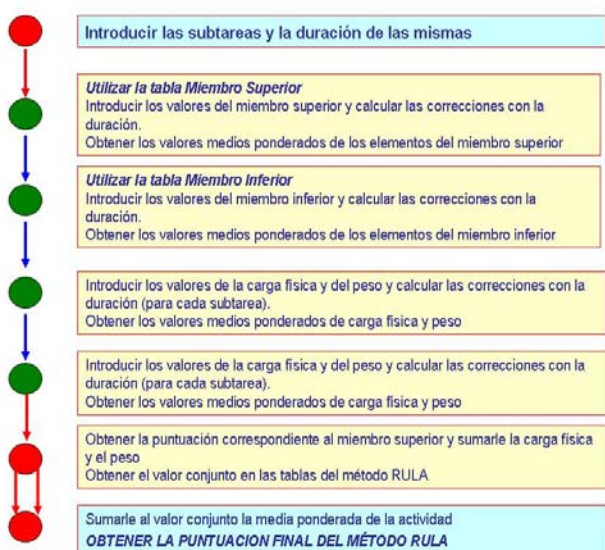 Introducir las subtareas y la duración de las mismas
Utilizar la tabla Miembro Superior
Introducir los valores del miembro superior y calcular las correcciones con la
duración.
Obtener los valores medios ponderados de los elementos del miembro superior
Utilizar la tabla Miembro Inferior
Introducir los valores del miembro inferior y calcular las correcciones con la
duración.
Obtener los valores medios ponderados de los elementos del miembro inferior
Introducir los valores de la carga física y del peso y calcular las correcciones con la
duración (para cada subtarea).
Obtener los valores medios ponderados de carga física y peso
Introducir los valores de la carga física y del peso y calcular las correcciones con la
duración (para cada subtarea).
Obtener los valores medios ponderados de carga física y peso
Obtener la puntuación correspondiente al miembro superior y sumarle la carga física
y el peso
Obtener el valor conjunto en las tablas del método RULA
Sumarle al valor conjunto la media ponderada de la actividad
OBTENER LA PUNTUACION FINAL DEL MÉTODO RULA